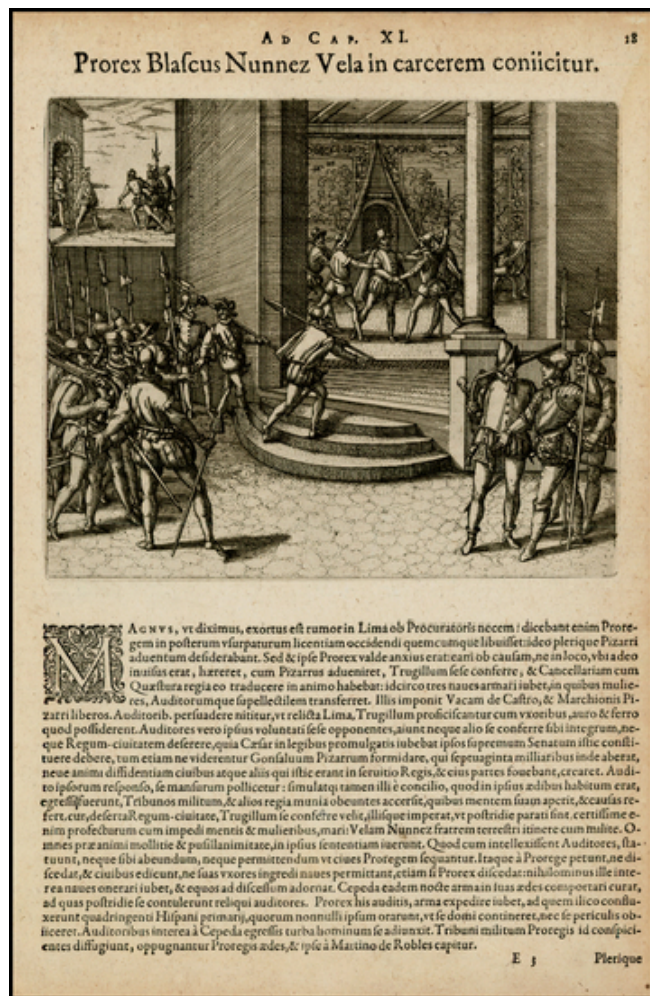 AD CAP. XI.
18
Prorex Blaſcus Nunnez Vela in carcerem coniicitur.
MAGNVS, vt diximus, exortus eſt rumor in Lima ob Procuratoris necem: dicebant enim Prore-
gem in poſterum vſurpaturum licentiam occidendi quemcumque libuiſſet: ideo plerique Pizarri
aduentum deſiderabant. Sed & ipſe Prorex valde anxius erat: eam ob cauſam, ne in loco, vbi adeo
inuiſus erat, hæreret, cum Pizarrus adueniret, Trugillum ſeſe conferre, & Cancellariam cum
Quæſtura regia eo traducere in animo habebat: idcirco tres naues armari iubet, in quibus mulie-
res, Auditorumque ſupellectilem transferret. Illis imponit Vacam de Caſtro, & Marchionis Pi-
zarri liberos. Auditorib. perſuadere nititur, vt relicta Lima, Trugillum proficiſcantur cum vxoribus, auro & ferro
quod poſſiderent. Auditores vero ipſius voluntati ſeſe opponentes, aiunt neque alio ſe conferre ſibi integrum, ne-
que Regum-ciuitatem deſerere, quia Cæſar in legibus promulgatis iubebat ipſos ſupremum Senatum iſtic conſti-
tuere debere, tum etiam ne viderentur Gonſaluum Pizarrum formidare, qui ſeptuaginta milliaribus inde aberat,
neue animi diffidentiam ciuibus atque aliis qui iſtic erant in ſeruitio Regis, & eius partes fouebant, crearet. Audi-
to ipſorum reſponſo, ſe manſurum pollicetur: ſimulatq; tamen illi è concilio, quod in ipſius ædibus habitum erat,
egreſſi fuerunt, Tribunos militum, & alios regia munia obeuntes accerſit, quibus mentem ſuam aperit, & cauſas re-
fert, cur, deſerta Regum-ciuitate, Trugillum ſe conferre velit, illiſque imperat, vt poſtridie parati ſint, certiſſime e-
nim profecturum cum impedimentis & mulieribus, mari: Velam Nunnez fratrem terreſtri itinere cum milite. O-
mnes præ animi mollitie & puſillanimitate, in ipſius ſententiam iuerunt. Quod cum intellexiſſent Auditores, ſta-
tuunt, neque ſibi abeundum, neque permittendum vt ciues Proregem ſequantur. Itaque à Prorege petunt, ne di-
ſcedat, & ciuibus edicunt, ne ſuas vxores ingredi naues permittant, etiam ſi Prorex diſcedat: nihilominus ille inte-
rea naues onerari iubet, & equos ad diſceſſum adornat. Cepeda eadem nocte arma in ſuas ædes comportari curat,
ad quas poſtridie ſe contulerunt reliqui auditores. Prorex his auditis, arma expedire iubet, ad quem ilico conflu-
xerunt quadringenti Hiſpani primarij, quorum nonnulli ipſum orarunt, vt ſe domi contineret, nec ſe periculis ob-
iiceret. Auditoribus interea à Cepeda egreſſis turba hominum ſe adiunxit. Tribuni militum Proregis id conſpici-
entes diffugiunt, oppugnantur Proregis ædes, & ipſe à Martino de Robles capitur.
E 3
Plerique